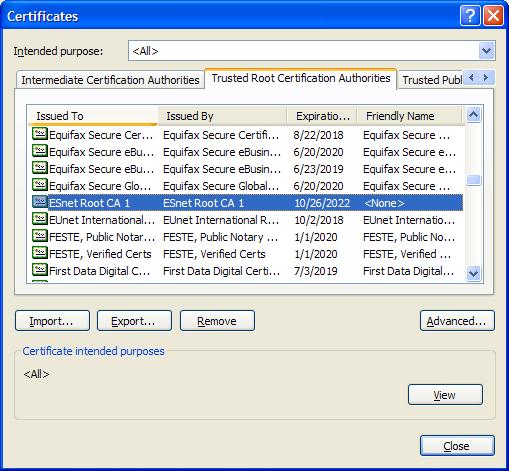 Certificates
Intended purpose: <All>
Intermediate Certification Authorities Trusted Root Certification Authorities Trusted Publ
Issued To Issued By Expiratio... Friendly Name
Equifax Secure Cer... Equifax Secure Certifi... 8/22/2018 Equifax Secure ...
Equifax Secure eBu... Equifax Secure eBusin... 6/20/2020 Equifax Secure ...
Equifax Secure eBu... Equifax Secure eBusin... 6/23/2019 Equifax Secure ...
Equifax Secure Glo... Equifax Secure Global... 6/20/2020 Equifax Secure ...
ESnet Root CA 1 ESnet Root CA 1 10/26/2022 <None>
EUnet International... EUnet International R... 10/2/2018 EUnet Internatio...
FESTE, Public Notar... FESTE, Public Notary ... 1/1/2020 FESTE, Public No...
FESTE, Verified Certs FESTE, Verified Certs 1/1/2020 FESTE, Verified ...
First Data Digital C... First Data Digital Certi... 7/3/2019 First Data Digital...
Import... Export... Remove Advanced...
Certificate intended purposes
<All>
View
Close